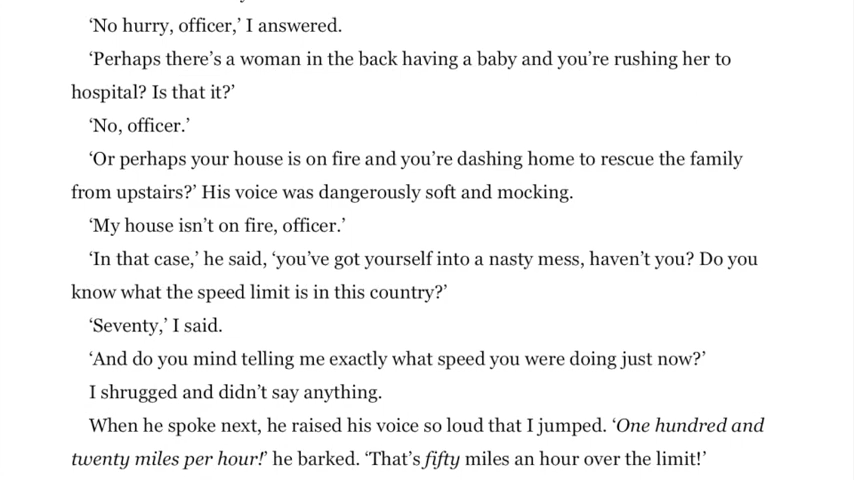 ‘No hurry, officer,’ I answered.
‘Perhaps there’s a woman in the back having a baby and you’re rushing her to
hospital? Is that it?’
‘No, officer.’
‘Or perhaps your house is on fire and you’re dashing home to rescue the family
from upstairs?’ His voice was dangerously soft and mocking.
‘My house isn’t on fire, officer.’
‘In that case,’ he said, ‘you’ve got yourself into a nasty mess, haven’t you? Do you
know what the speed limit is in this country?’
‘Seventy,’ I said.
‘And do you mind telling me exactly what speed you were doing just now?’
I shrugged and didn’t say anything.
When he spoke next, he raised his voice so loud that I jumped. ‘One hundred and
twenty miles per hour!’ he barked. ‘That’s fifty miles an hour over the limit!’